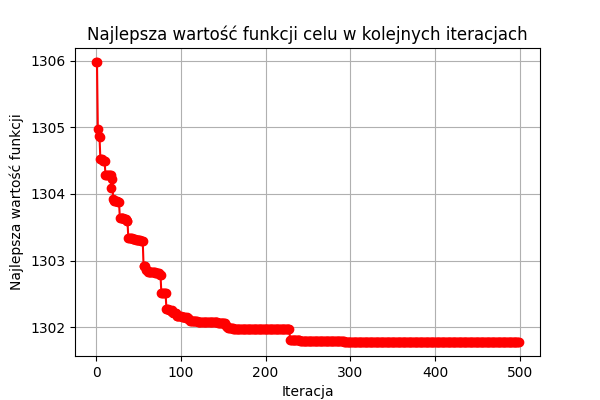 Najlepsza wartość funkcji celu w kolejnych iteracjach
Najlepsza wartość funkcji
1306
1305
1304
1303
1302
0 100 200 300 400 500
Iteracja